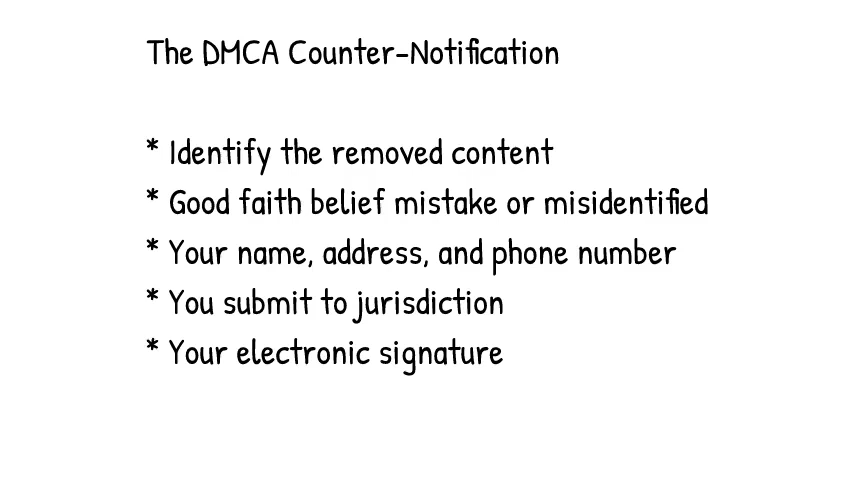 The DMCA Counter-Notification
* Identify the removed content
* Good faith belief mistake or misidentified
* Your name, address, and phone number
* You submit to jurisdiction
* Your electronic signature